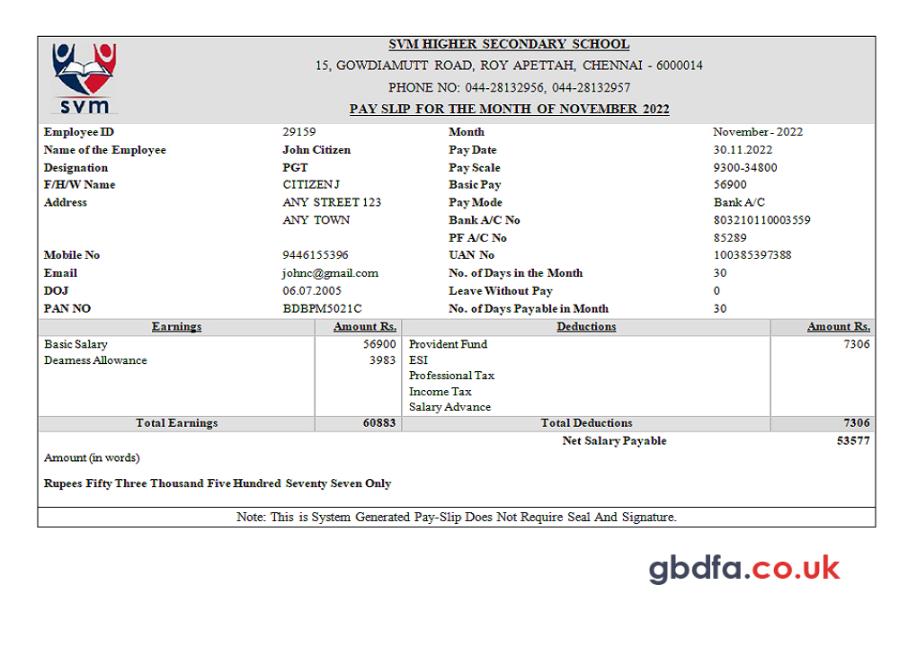 SVM HIGHER SECONDARY SCHOOL
15, GOWDIAMUTT ROAD, ROY APETTAH, CHENNAI - 6000014
PHONE NO: 044-28132956, 044-28132957
svm
PAY SLIP FOR THE MONTH OF NOVEMBER 2022
Employee ID 29159 Month November - 2022
Name of the Employee John Citizen Pay Date 30.11.2022
Designation PGT Pay Scale 9300-34800
F/H/W Name CITIZEN J Basic Pay 56900
Address ANY STREET 123 Pay Mode Bank A/C
ANY TOWN Bank A/C No 803210110003559
PF A/C No 85289
Mobile No 9446155396 UAN No 100385397388
Email johnc@gmail.com No. of Days in the Month 30
DOJ 06.07.2005 Leave Without Pay 0
PAN NO BDBPM5021C No. of Days Payable in Month 30
Earnings Amount Rs. Deductions Amount Rs.
Basic Salary 56900 Provident Fund 7306
Dearness Allowance 3983 ESI
Professional Tax
Income Tax
Salary Advance
Total Earnings 60883 Total Deductions 7306
Net Salary Payable 53577
Amount (in words)
Rupees Fifty Three Thousand Five Hundred Seventy Seven Only
Note: This is System Generated Pay-Slip Does Not Require Seal And Signature.
gbdfa.co.uk